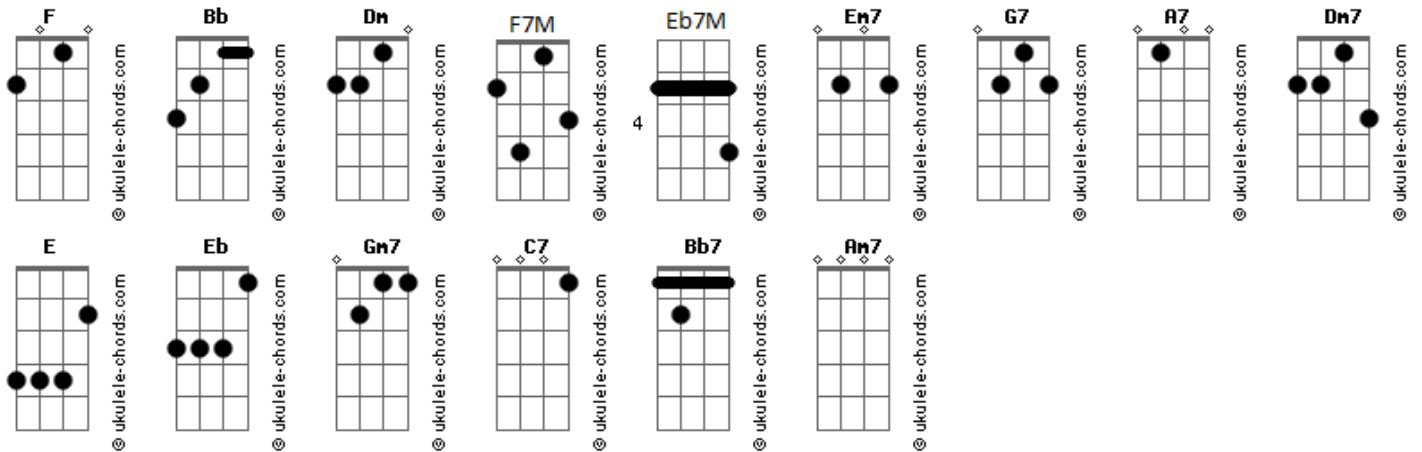 F Bb Dm F7M Eb7M Em7 G7 A7 Dm7
© ukulele-chords.com © ukulele-chords.com © ukulele-chords.com © ukulele-chords.com © ukulele-chords.com © ukulele-chords.com © ukulele-chords.com © ukulele-chords.com © ukulele-chords.com
4
E Eb Gm7 C7 Bb7 Am7
© ukulele-chords.com © ukulele-chords.com © ukulele-chords.com © ukulele-chords.com © ukulele-chords.com © ukulele-chords.com